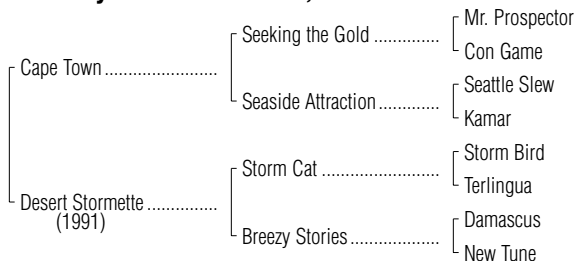 Mr. Prospector
Seeking the Gold ..............
Con Game
Cape Town ........................
Seattle Slew
Seaside Attraction .............
Kamar
Storm Bird
Storm Cat .........................
Terlingua
Desert Stormette ...............
(1991)
Damascus
Breezy Stories ...................
New Tune